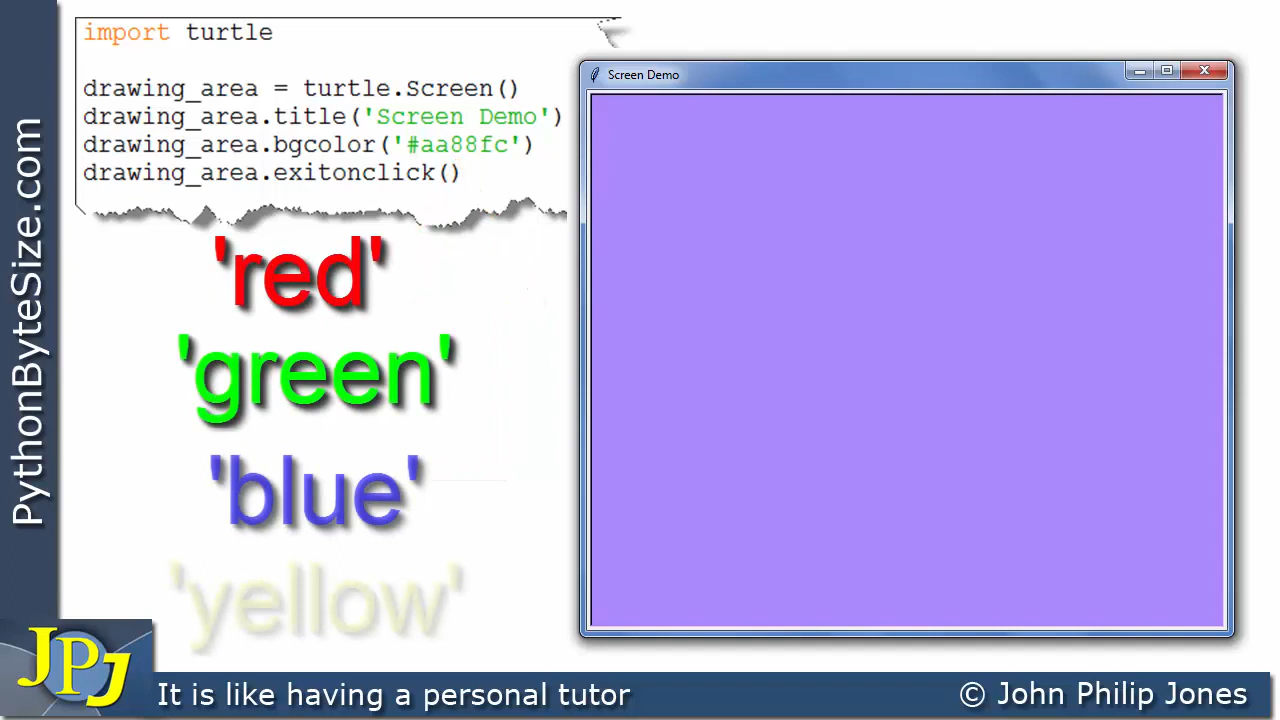 import turtle
drawing_area = turtle.Screen()
drawing_area.title('Screen Demo')
drawing_area.bgcolor('#aa88fc')
drawing_area.exitonclick()
Screen Demo
'red'
'green'
'blue'
'yellow'
PythonByteSize.com
JPJ
It is like having a personal tutor
© John Philip Jones